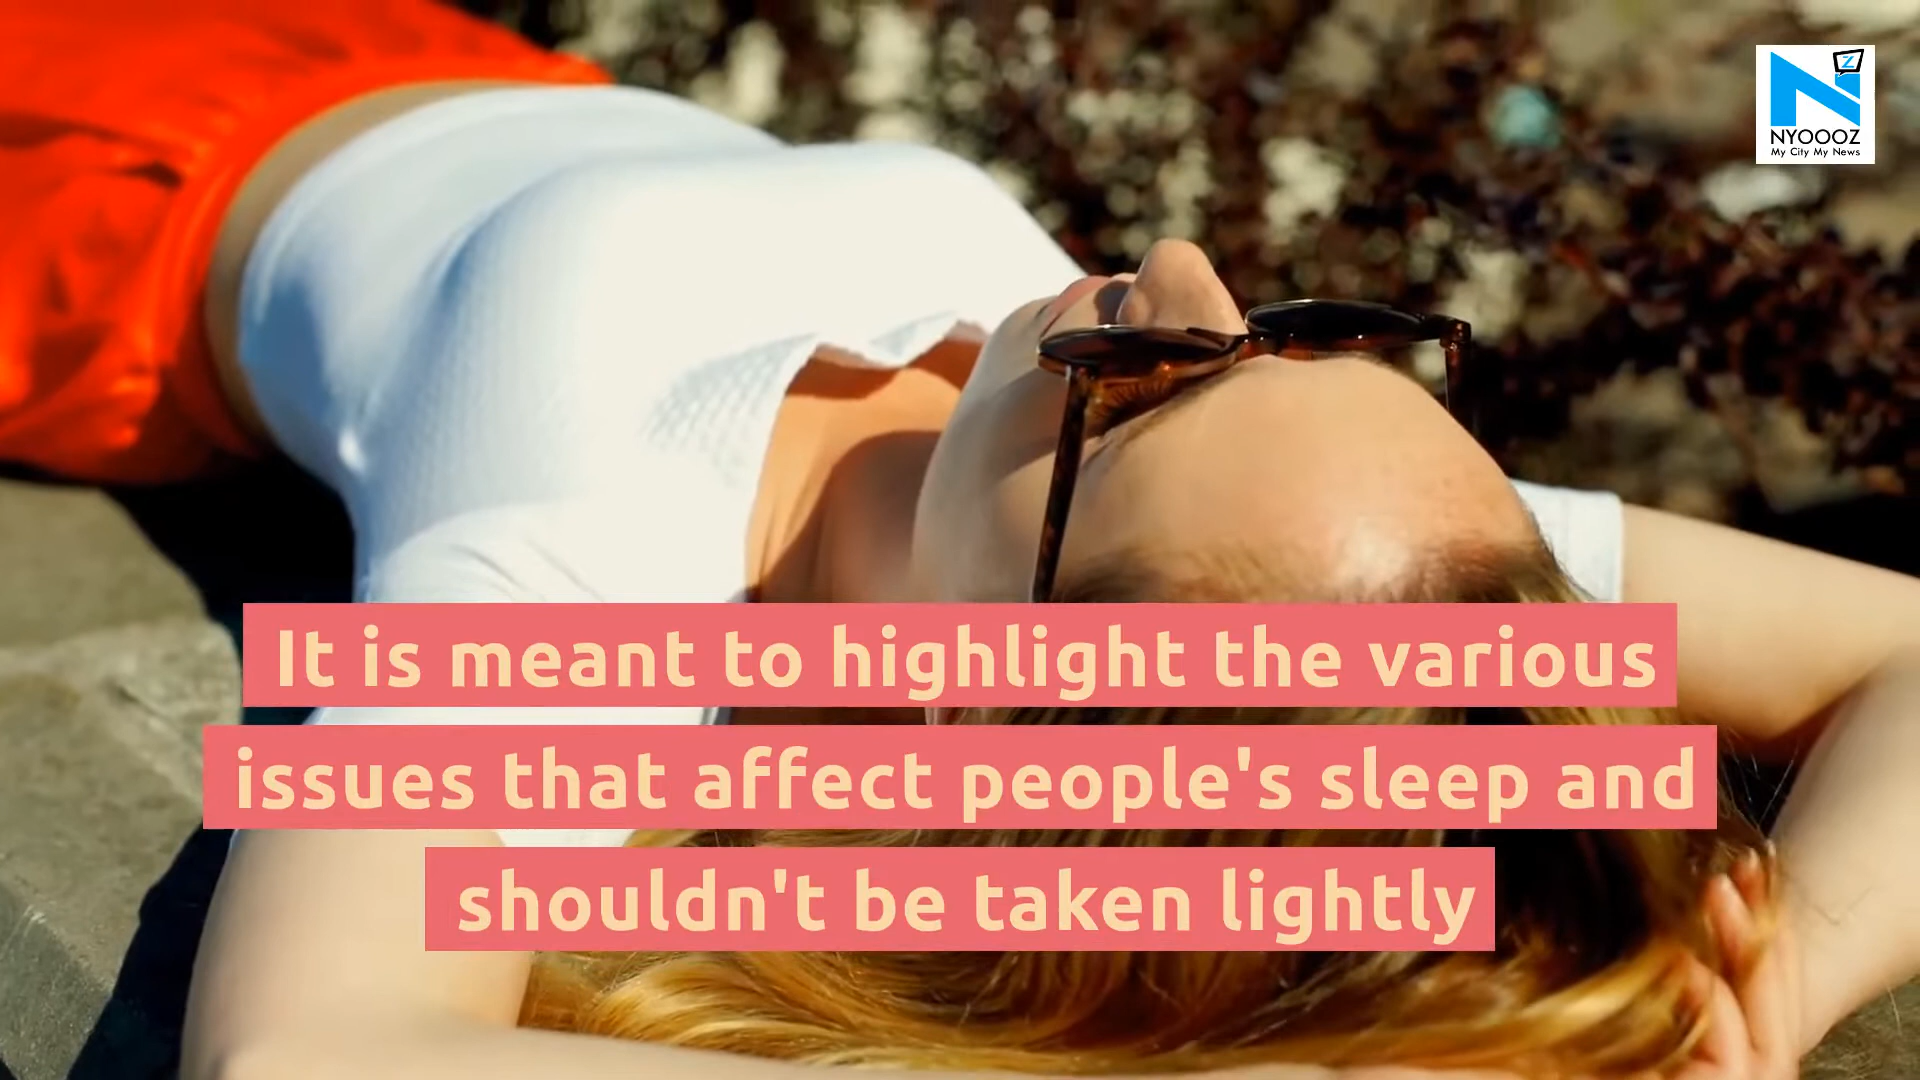 Z
NYOOOZ
My City My News
It is meant to highlight the various
issues that affect people's sleep and
shouldn't be taken lightly